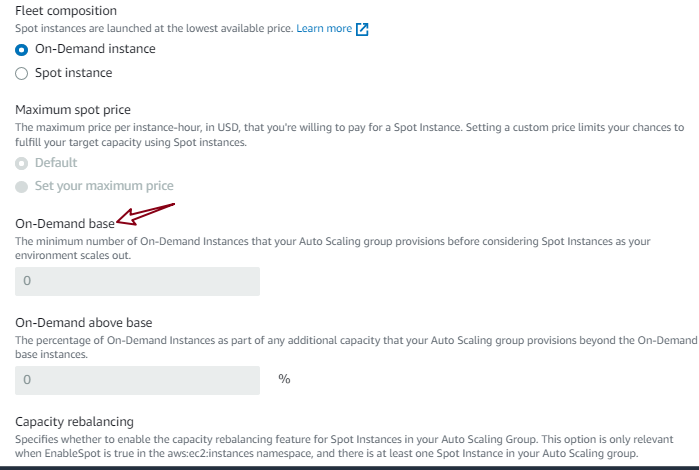 Fleet composition
Spot instances are launched at the lowest available price. Learn more
On-Demand instance
Spot instance
Maximum spot price
The maximum price per instance-hour, in USD, that you're willing to pay for a Spot Instance. Setting a custom price limits your chances to
fulfill your target capacity using Spot instances.
Default
Set your maximum price
On-Demand base
The minimum number of On-Demand Instances that your Auto Scaling group provisions before considering Spot Instances as your
environment scales out.
0
On-Demand above base
The percentage of On-Demand Instances as part of any additional capacity that your Auto Scaling group provisions beyond the On-Demand
base instances.
0 %
Capacity rebalancing
Specifies whether to enable the capacity rebalancing feature for Spot Instances in your Auto Scaling Group. This option is only relevant
when EnableSpot is true in the aws:ec2:instances namespace, and there is at least one Spot Instance in your Auto Scaling group.